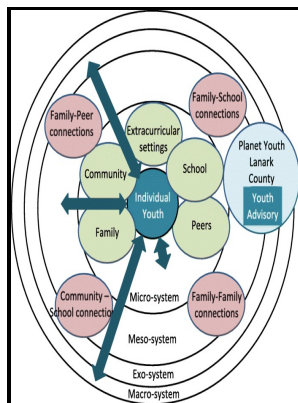 Family-Peer
connections
Extracurricular
settings
Family-School
connections
Community
School
Planet Youth
Lanark
County
Youth
Advisory
Individual
Youth
Family
Peers
Community –
School connection
Micro-system
Family-Family
connections
Meso-system
Exo-system
Macro-system